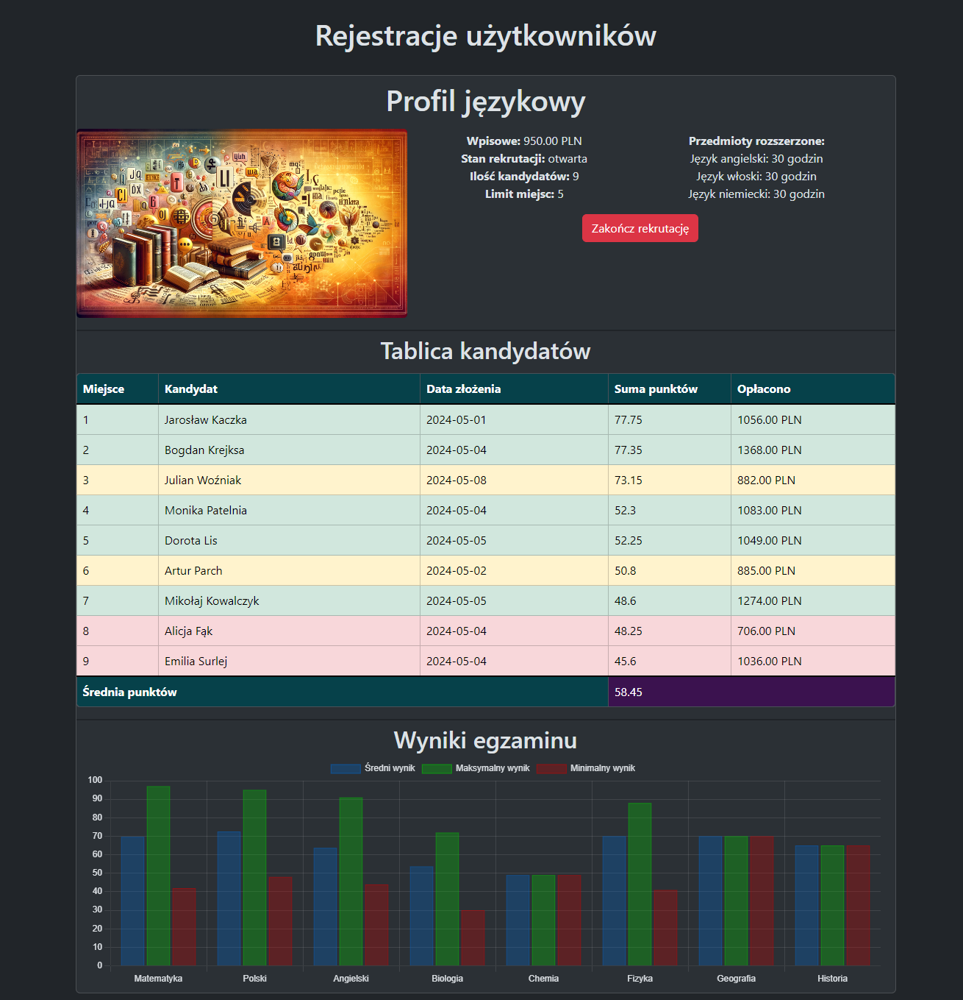 Rejestracje użytkowników
Profil językowy
Wpisowe: 950.00 PLN
Stan rekrutacji: otwarta
Ilość kandydatów: 9
Limit miejsc: 5
Przedmioty rozszerzone:
Język angielski: 30 godzin
Język włoski: 30 godzin
Język niemiecki: 30 godzin
Zakończ rekrutację
Tablica kandydatów
Miejsce Kandydat Data złożenia Suma punktów Opłacono
1 Jarosław Kaczka 2024-05-01 77.75 1056.00 PLN
2 Bogdan Krejksa 2024-05-04 77.35 1368.00 PLN
3 Julian Woźniak 2024-05-08 73.15 882.00 PLN
4 Monika Patelnia 2024-05-04 52.3 1083.00 PLN
5 Dorota Lis 2024-05-05 52.25 1049.00 PLN
6 Artur Parch 2024-05-02 50.8 885.00 PLN
7 Mikołaj Kowalczyk 2024-05-05 48.6 1274.00 PLN
8 Alicja Fąk 2024-05-04 48.25 706.00 PLN
9 Emilia Surlej 2024-05-04 45.6 1036.00 PLN
Średnia punktów 58.45
Wyniki egzaminu
Średni wynik Maksymalny wynik Minimalny wynik
100
90
80
70
60
50
40
30
20
10
0
Matematyka Polski Angielski Biologia Chemia Fizyka Geografia Historia